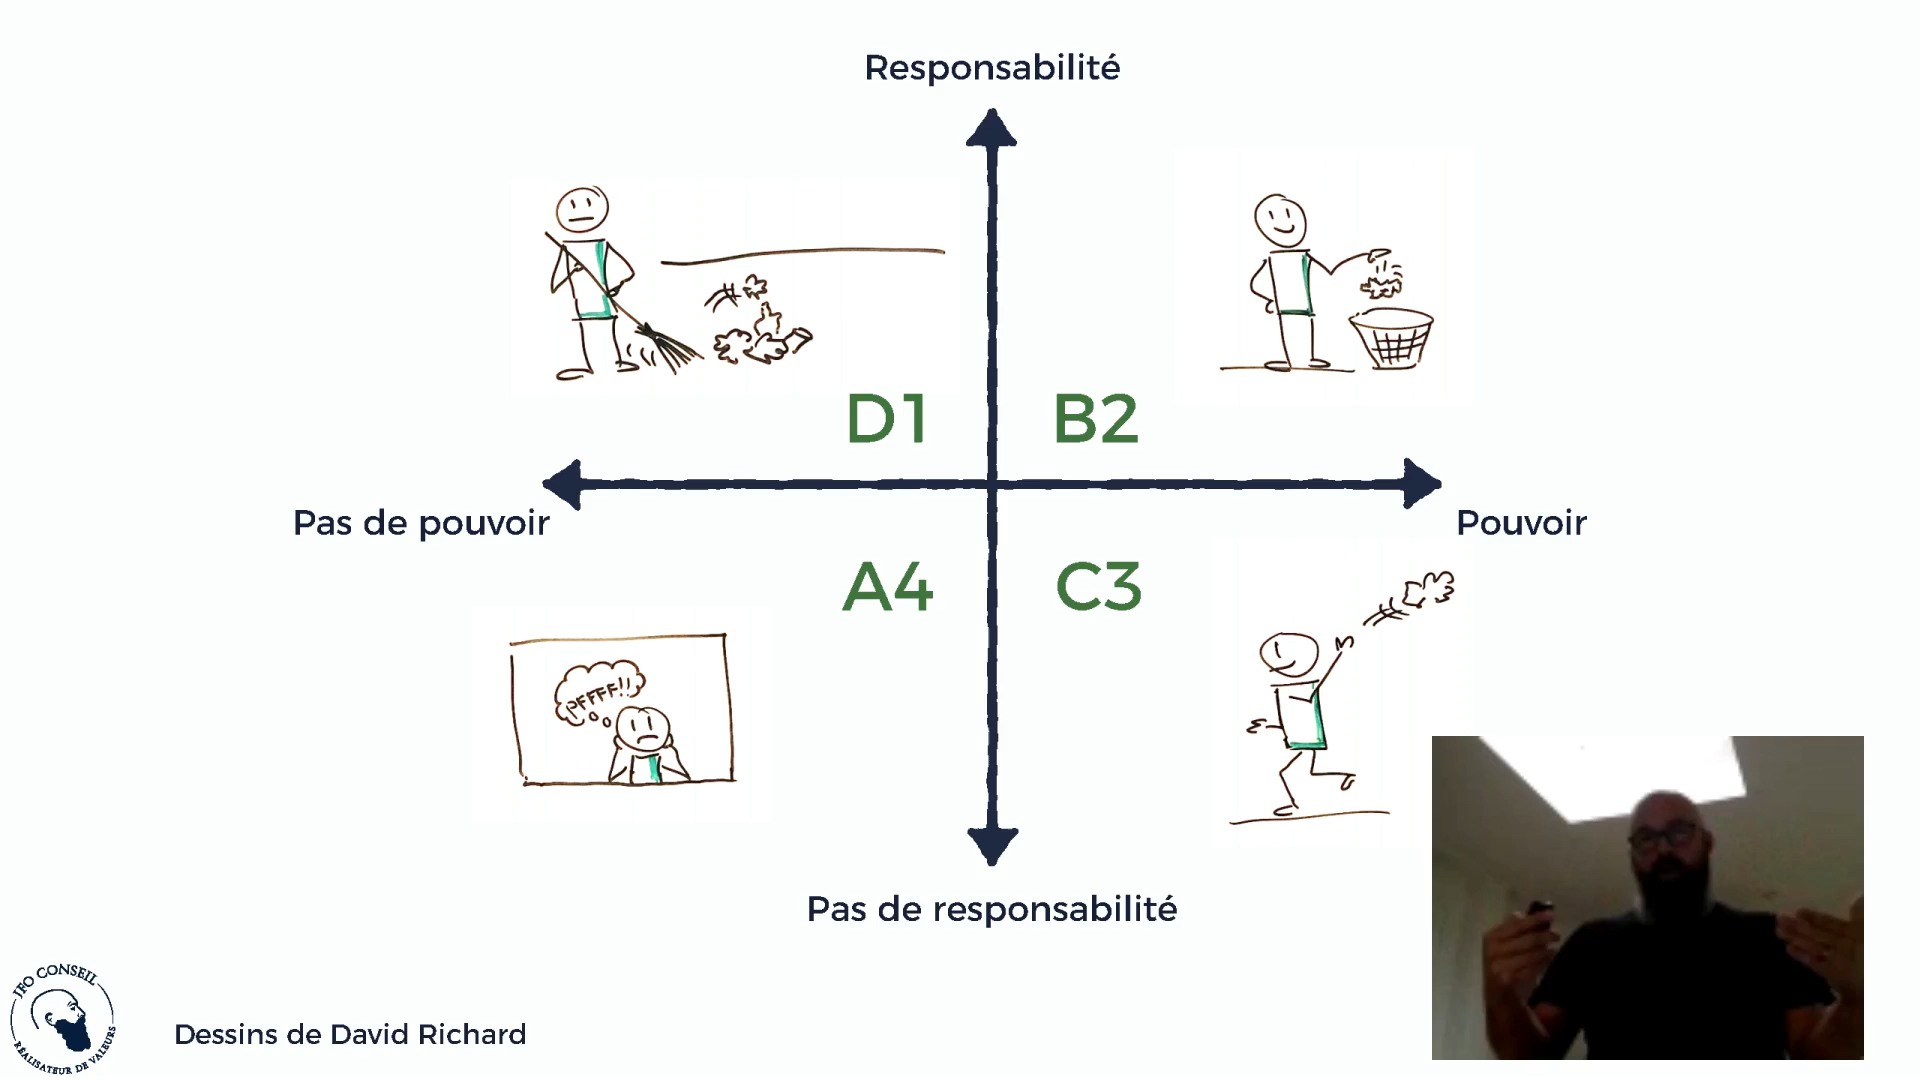 Responsabilité
D1
B2
Pas de pouvoir
Pouvoir
A4
C3
PFFFF!!
Pas de responsabilité
JFO CONSEIL
RÉALISATEUR DE VALEURS
Dessins de David Richard